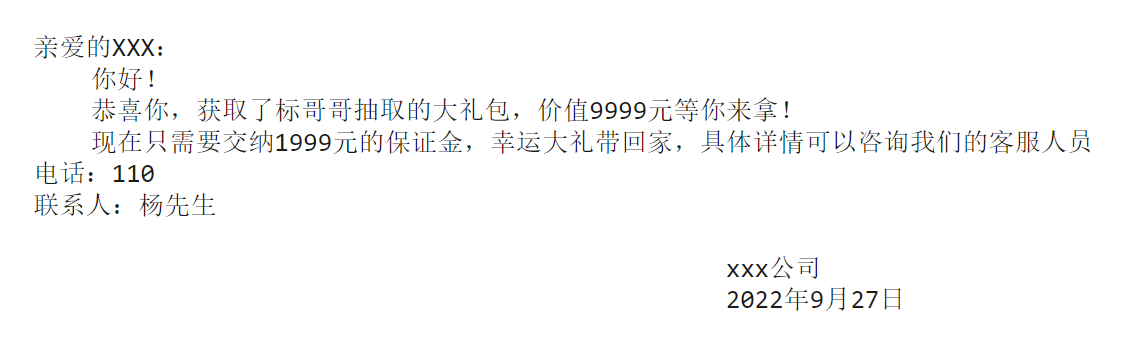 亲爱的XXX:
你好!
恭喜你,获取了标哥哥抽取的大礼包,价值9999元等你来拿!
现在只需要交纳1999元的保证金,幸运大礼带回家,具体详情可以咨询我们的客服人员
电话:110
联系人:杨先生
xxx公司
2022年9月27日